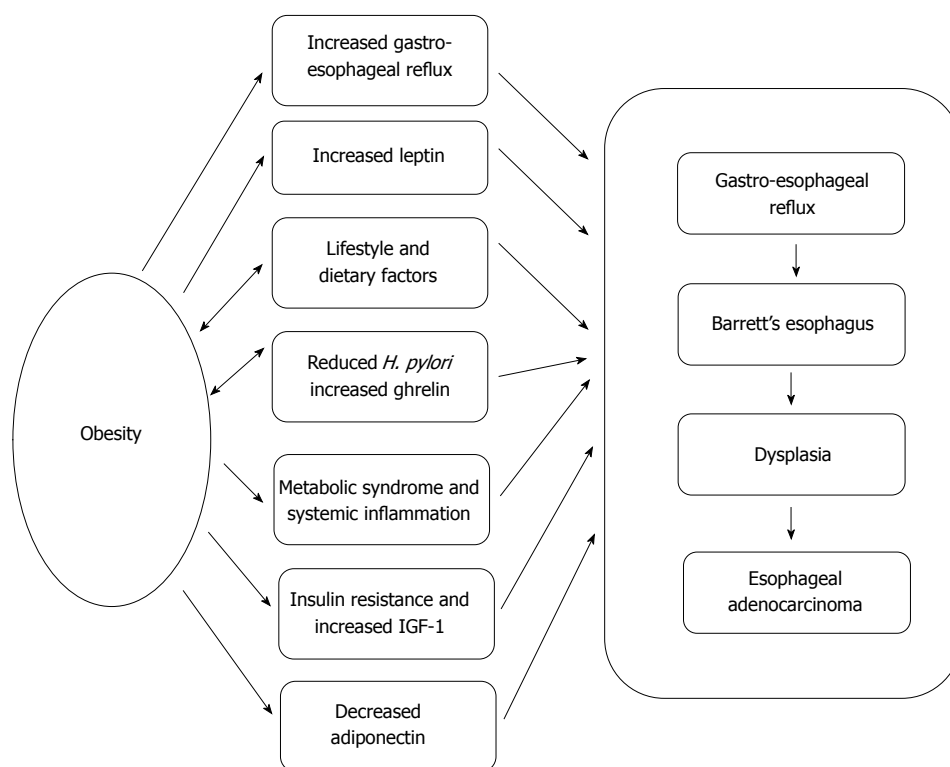 Obesity
Increased gastro-
esophageal reflux
Increased leptin
Lifestyle and
dietary factors
Reduced H. pylori
increased ghrelin
Metabolic syndrome and
systemic inflammation
Insulin resistance and
increased IGF-1
Decreased
adiponectin
Gastro-esophageal
reflux
Barrett’s esophagus
Dysplasia
Esophageal
adenocarcinoma